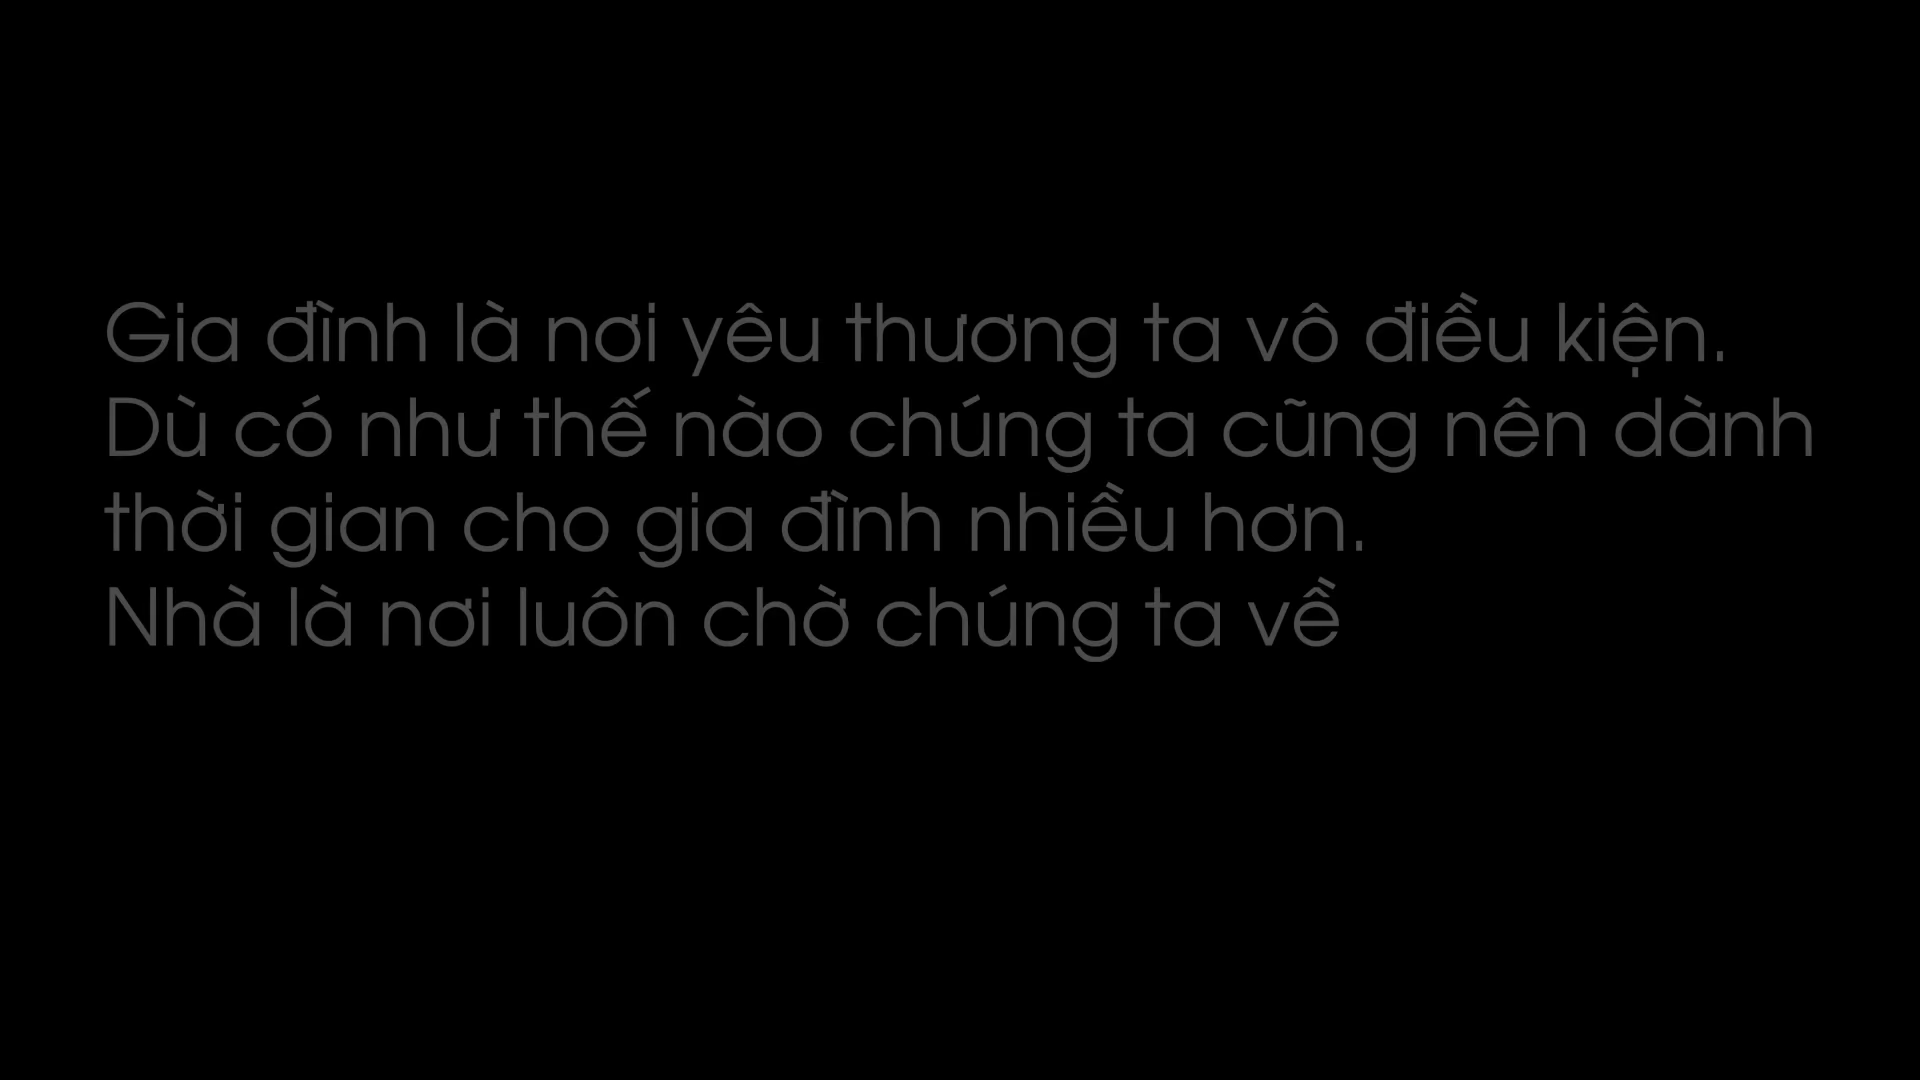 Gia đình là nơi yêu thương ta vô điều kiện.
Dù có như thế nào chúng ta cũng nên dành
thời gian cho gia đình nhiều hơn.
Nhà là nơi luôn chờ chúng ta về